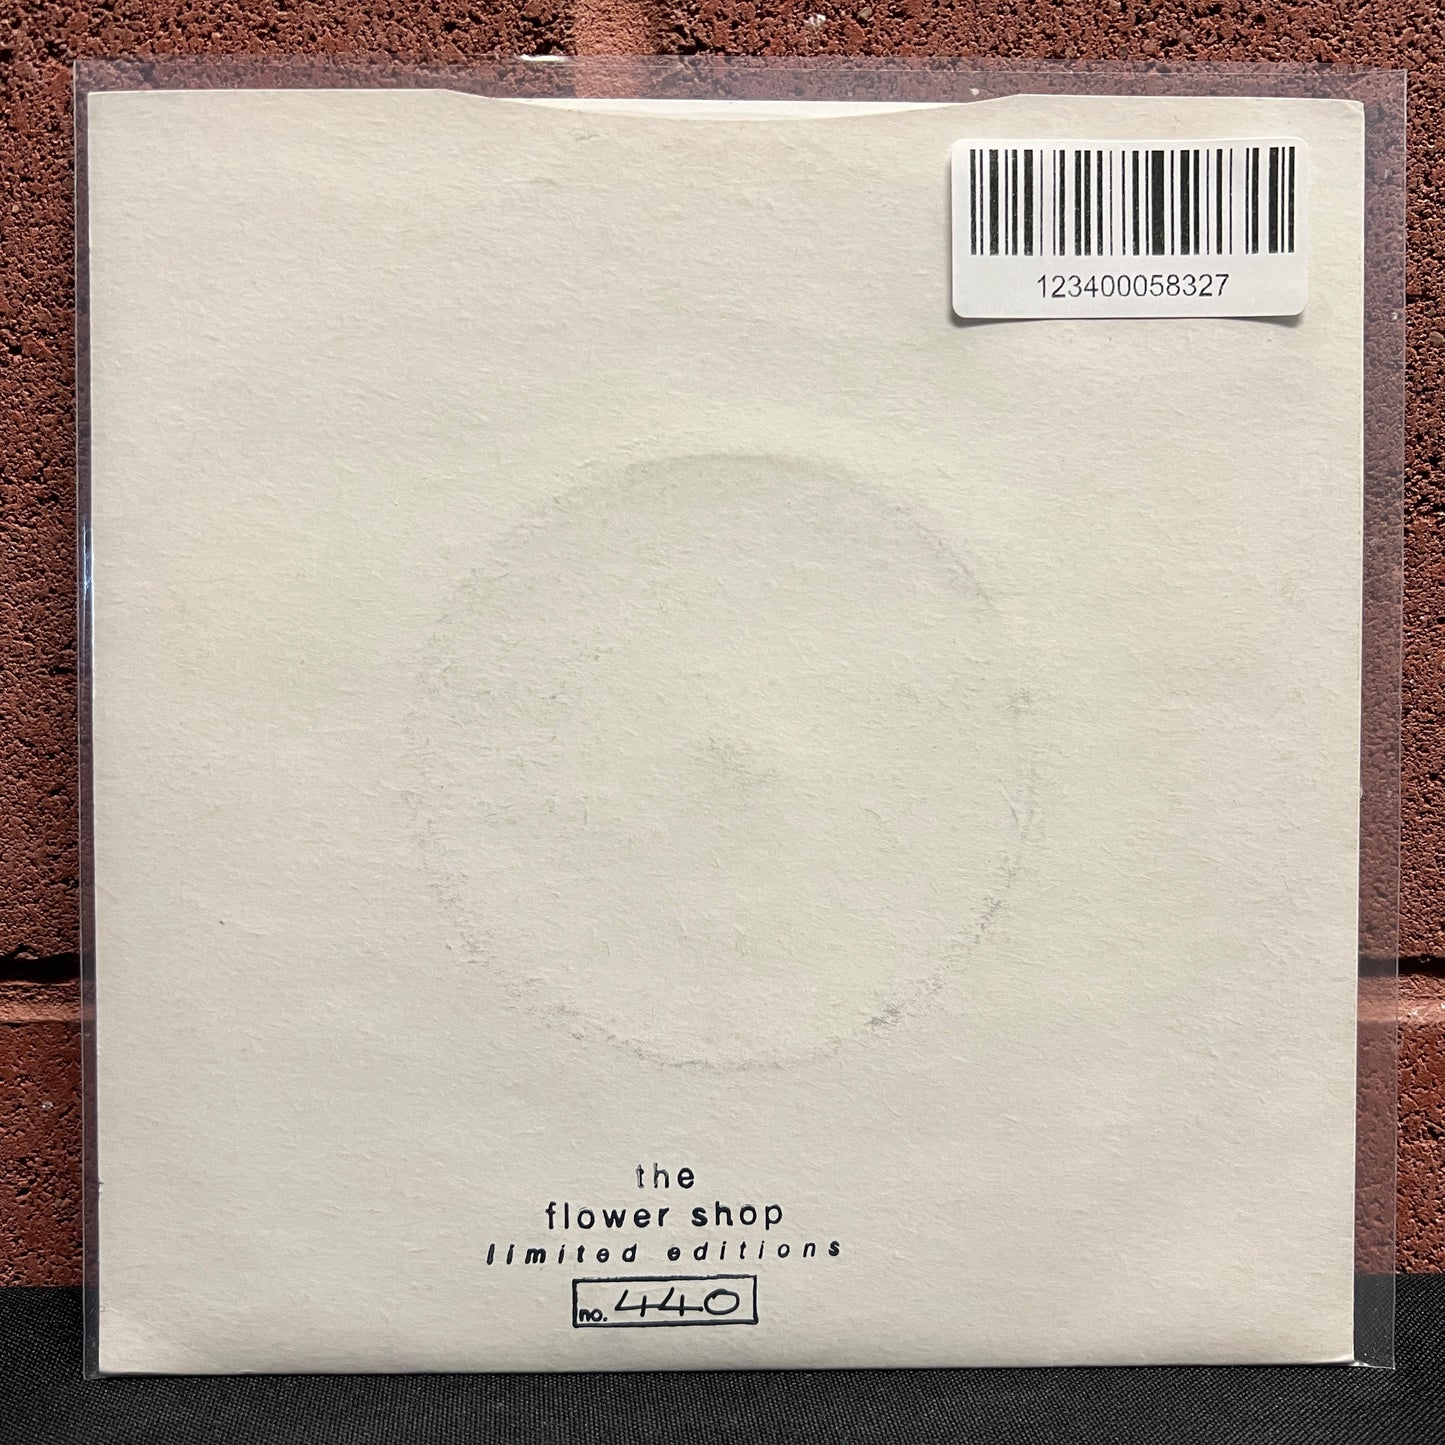 123400058327
the
flower shop
limited editions
no. 440